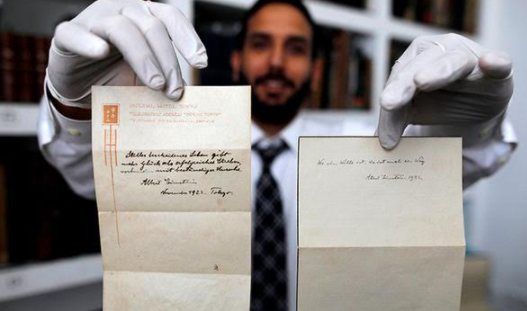 IMPERIAL HOTEL, TOKYO
Stilles bescheidenes Leben gibt
mehr Glück als erfolgreiches Streben,
mit beständiger Unruhe.
Albert Einstein
November 1922. Tokyo.
Wo ein Wille ist, da ist auch ein Weg
Albert Einstein 1922.